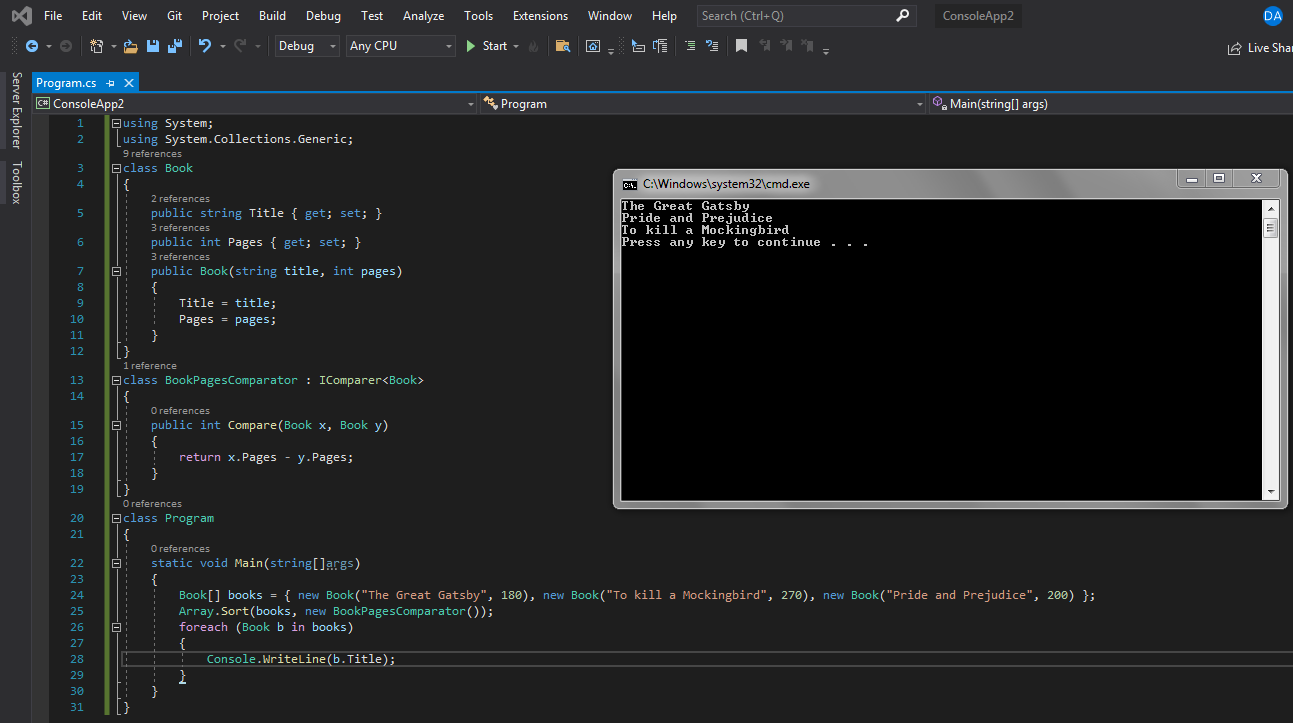 File Edit View Git Project Build Debug Test Analyze Tools Extensions Window Help Search (Ctrl+Q) ConsoleApp2 DA
Debug Any CPU Start Live Shar
Server Explorer
Toolbox
Program.cs
C# ConsoleApp2 Program Main(string[] args)
1 using System;
2 using System.Collections.Generic;
9 references
3 class Book
4 {
2 references
5 public string Title { get; set; }
3 references
6 public int Pages { get; set; }
3 references
7 public Book(string title, int pages)
8 {
9 Title = title;
10 Pages = pages;
11 }
12 }
1 reference
13 class BookPagesComparator : IComparer<Book>
14 {
0 references
15 public int Compare(Book x, Book y)
16 {
17 return x.Pages - y.Pages;
18 }
19 }
0 references
20 class Program
21 {
0 references
22 static void Main(string[]args)
23 {
24 Book[] books = { new Book("The Great Gatsby", 180), new Book("To kill a Mockingbird", 270), new Book("Pride and Prejudice", 200) };
25 Array.Sort(books, new BookPagesComparator());
26 foreach (Book b in books)
27 {
28 Console.WriteLine(b.Title);
29 }
30 }
31 }
C:\Windows\system32\cmd.exe
The Great Gatsby
Pride and Prejudice
To kill a Mockingbird
Press any key to continue . . .